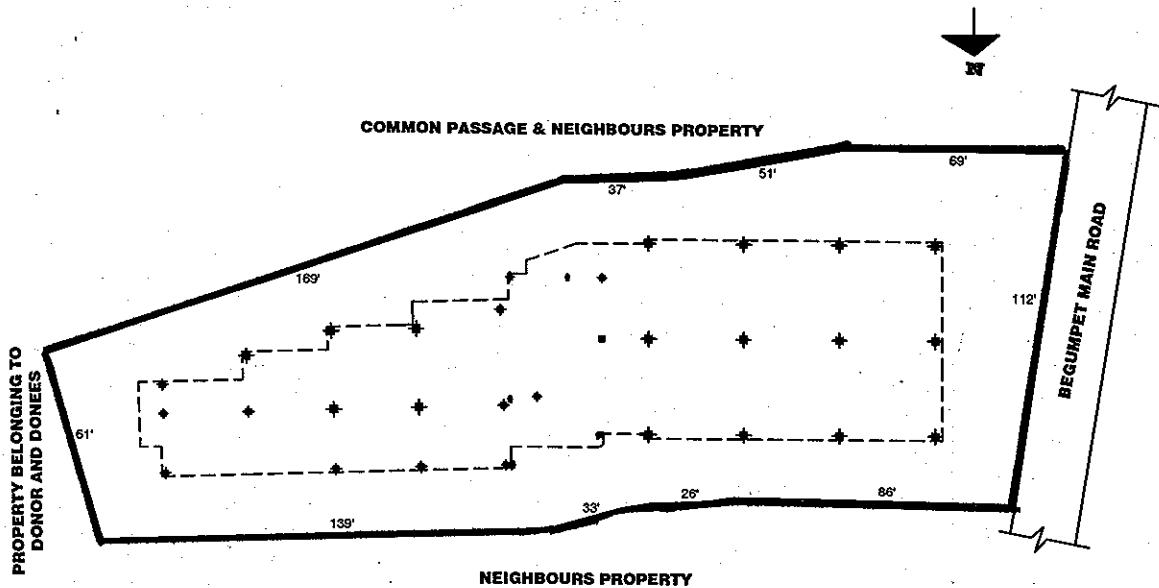 N
COMMON PASSAGE & NEIGHBOURS PROPERTY
37'
51'
69'
169'
112'
BEGUMPET MAIN ROAD
PROPERTY BELONGING TO
DONOR AND DONEES
61'
139'
33'
26'
86'
NEIGHBOURS PROPERTY